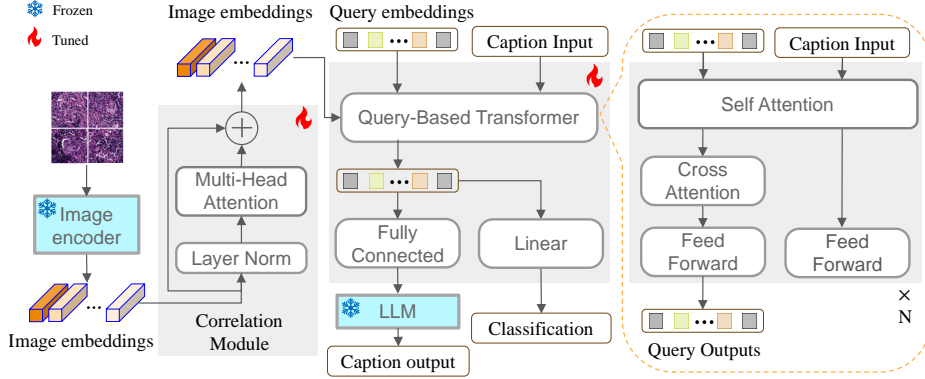 Frozen
Tuned
Image embeddings
Query embeddings
Caption Input
Caption Input
Query-Based Transformer
Self Attention
Multi-Head
Attention
Cross
Attention
Image
encoder
Layer Norm
Fully
Connected
Linear
Feed
Forward
Feed
Forward
Image embeddings
Correlation
Module
LLM
Classification
Caption output
×
N
Query Outputs